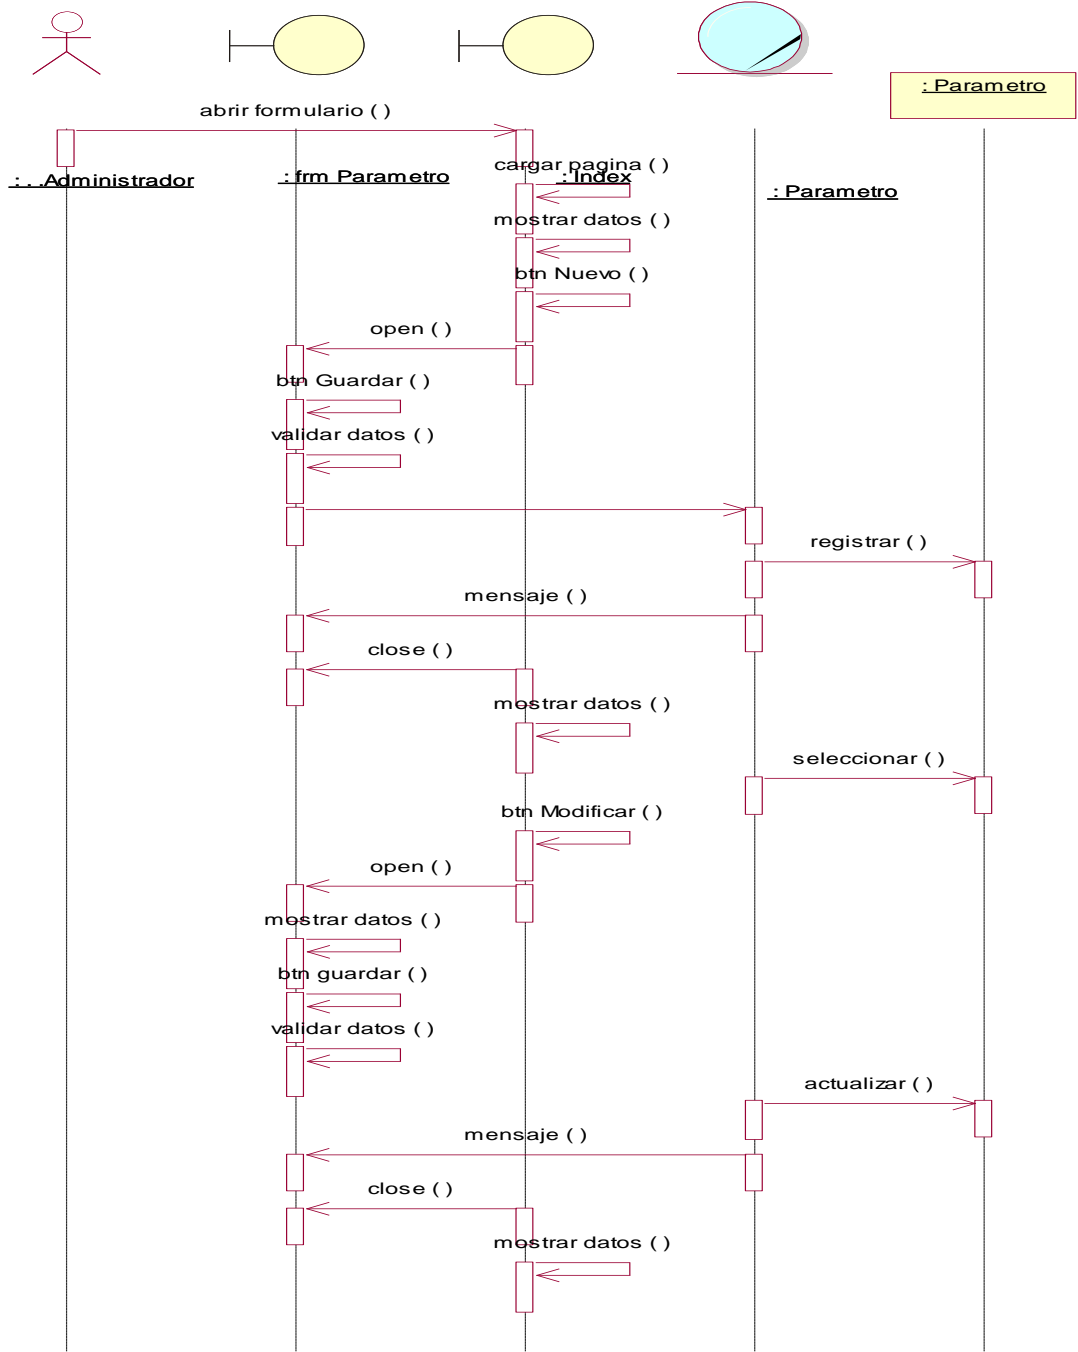 : Parametro
abrir formulario ( )
cargar pagina ( )
: . .Administrador
: frm Parametro
: Index
: Parametro
mostrar datos ( )
btn Nuevo ( )
open ( )
btn Guardar ( )
validar datos ( )
registrar ( )
mensaje ( )
close ( )
mostrar datos ( )
seleccionar ( )
btn Modificar ( )
open ( )
mostrar datos ( )
btn guardar ( )
validar datos ( )
actualizar ( )
mensaje ( )
close ( )
mostrar datos ( )